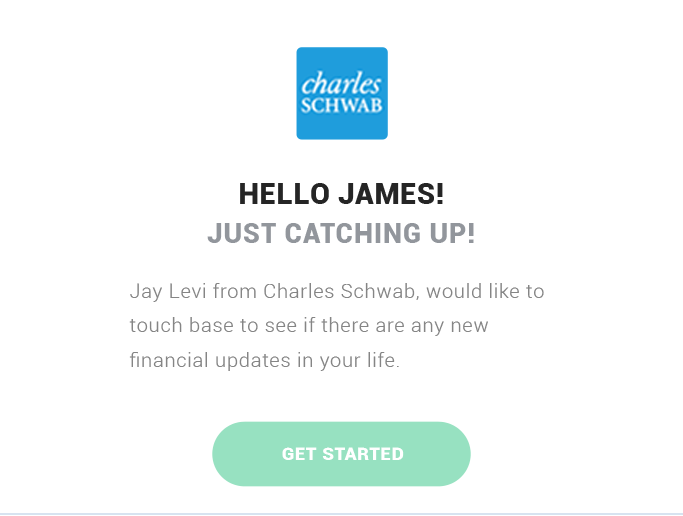 charles
SCHWAB
HELLO JAMES!
JUST CATCHING UP!
Jay Levi from Charles Schwab, would like to
touch base to see if there are any new
financial updates in your life.
GET STARTED